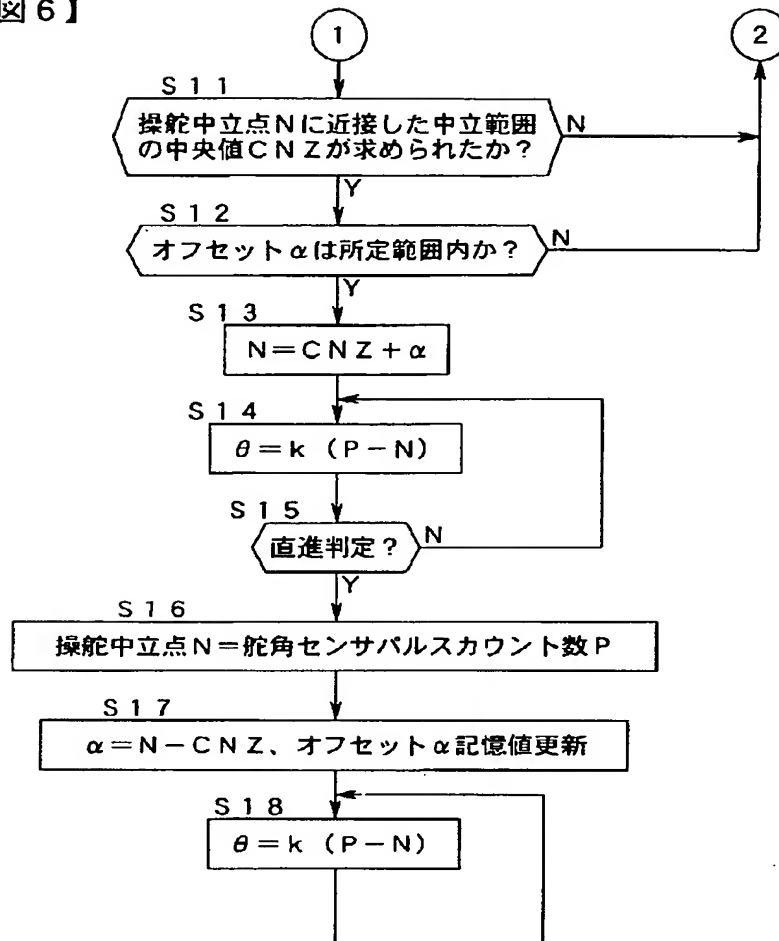 図6】
1
2
S11
操舵中立点Nに近接した中立範囲
の中央値CNZが求められたか？
N
Y
S12
オフセットαは所定範囲内か？
N
Y
S13
N＝CNZ＋α
S14
θ＝k（P－N）
S15
直進判定？
N
Y
S16
操舵中立点N＝舵角センサパルスカウント数P
S17
α＝N－CNZ、オフセットα記憶値更新
S18
θ＝k（P－N）